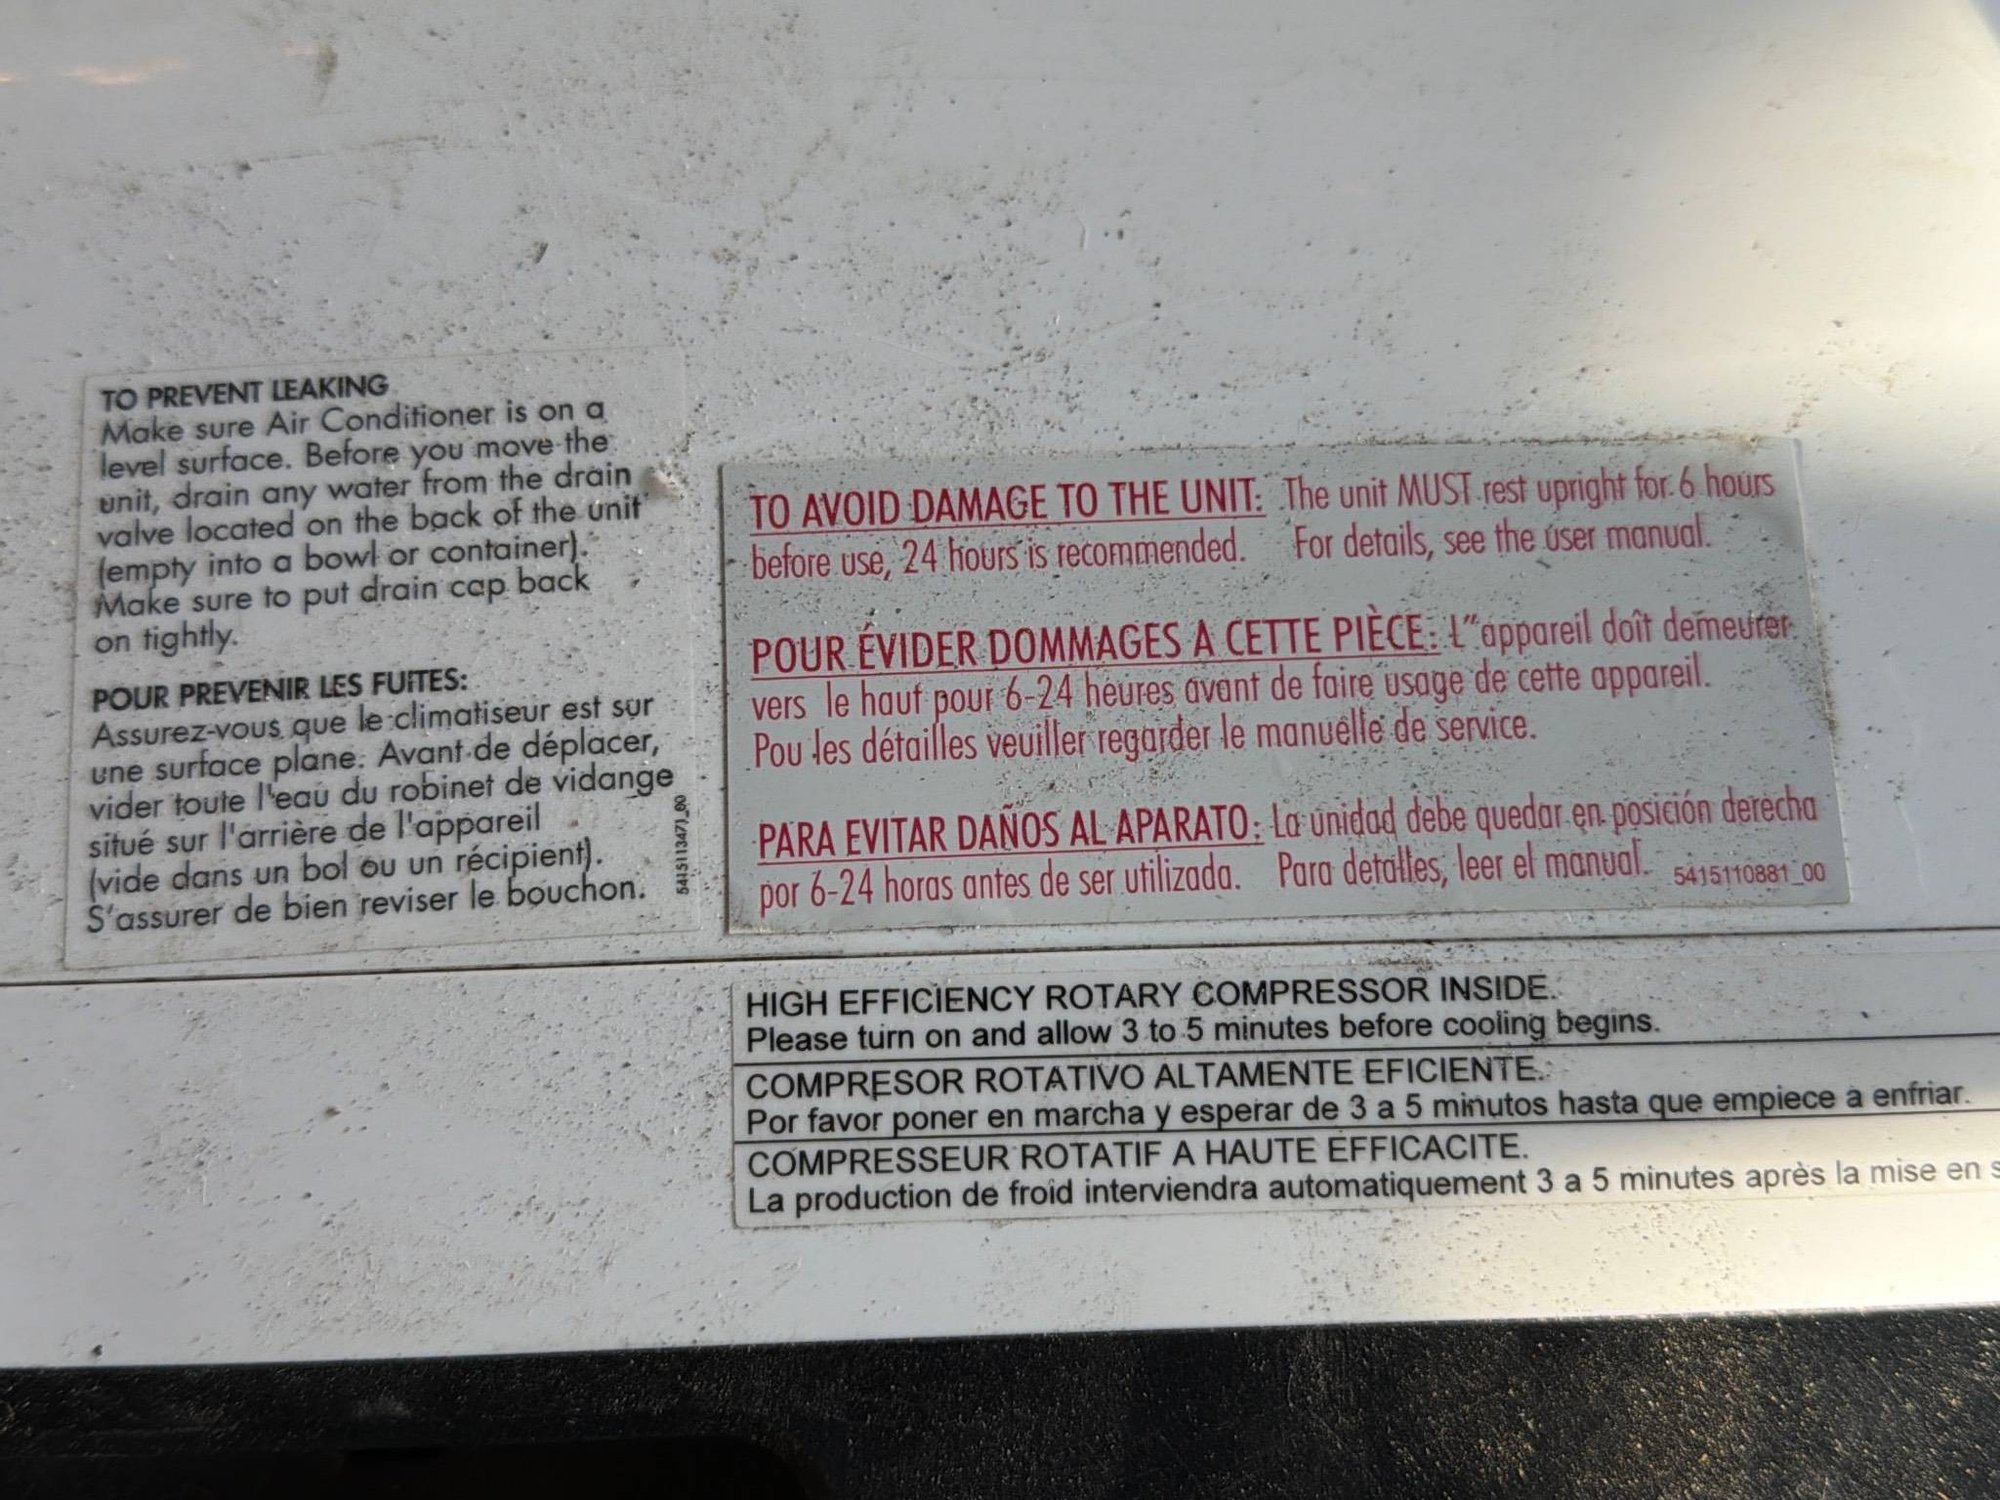 TO PREVENT LEAKING
Make sure Air Conditioner is on a
level surface. Before you move the
unit, drain any water from the drain
valve located on the back of the unit
(empty into a bowl or container).
Make sure to put drain cap back
on tightly.
POUR PREVENIR LES FUITES:
Assurez-vous que le climatiseur est sur
une surface plane. Avant de déplacer,
vider toute l'eau du robinet de vidange
situé sur l'arrière de l'appareil
(vide dans un bol ou un récipient).
S'assurer de bien reviser le bouchon.
5415113471_00
TO AVOID DAMAGE TO THE UNIT: The unit MUST rest upright for 6 hours
before use, 24 hours is recommended. For details, see the user manual.
POUR ÉVIDER DOMMAGES A CETTE PIÈCE: L"appareil doît demeurer
vers le hauf pour 6-24 heures avant de faire usage de cette appareil.
Pou les détailles veuiller regarder le manuelle de service.
PARA EVITAR DAÑOS AL APARATO: La unidad debe quedar en posición derecha
por 6-24 horas antes de ser utilizada. Para detalles, leer el manual. 5415110881_00
HIGH EFFICIENCY ROTARY COMPRESSOR INSIDE.
Please turn on and allow 3 to 5 minutes before cooling begins.
COMPRESOR ROTATIVO ALTAMENTE EFICIENTE.
Por favor poner en marcha y esperar de 3 a 5 minutos hasta que empiece a enfriar.
COMPRESSEUR ROTATIF A HAUTE EFFICACITE.
La production de froid interviendra automatiquement 3 a 5 minutes après la mise en s